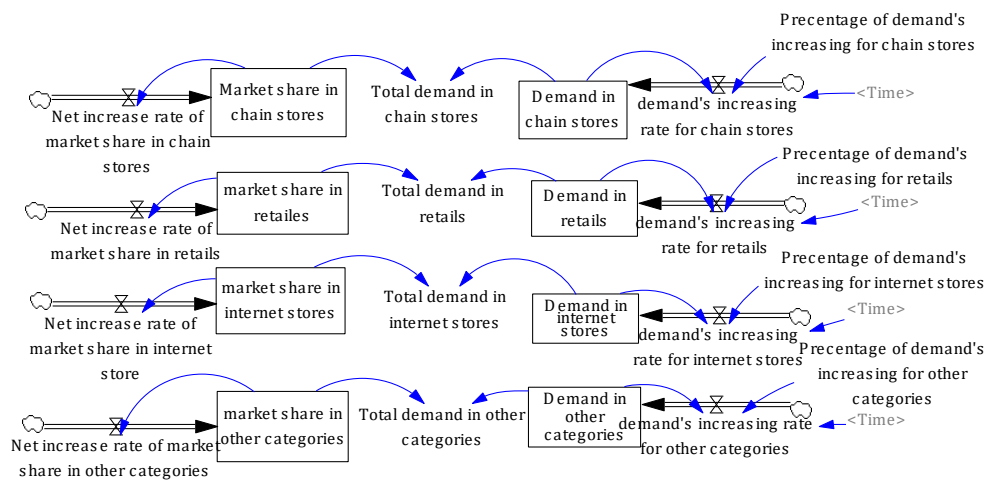 Precentage of demand's
increasing for chain stores
Market share in
chain stores
Total demand in
chain stores
Demand in
chain stores
demand's increasing
rate for chain stores
<Time>
Net increase rate of
market share in chain
stores
Precentage of demand's
increasing for retails
market share in
retailes
Total demand in
retails
Demand in
retails
demand's increasing
rate for retails
<Time>
Net increase rate of
market share in retails
Precentage of demand's
increasing for internet stores
market share in
internet stores
Total demand in
internet stores
Demand in
internet
stores
demand's increasing
rate for internet stores
<Time>
Net increase rate of
market share in internet
store
Precentage of demand's
increasing for other
categories
market share in
other categories
Total demand in other
categories
Demand in
other
categories
demand's increasing rate
for other categories
<Time>
Net increase rate of market
share in other categories